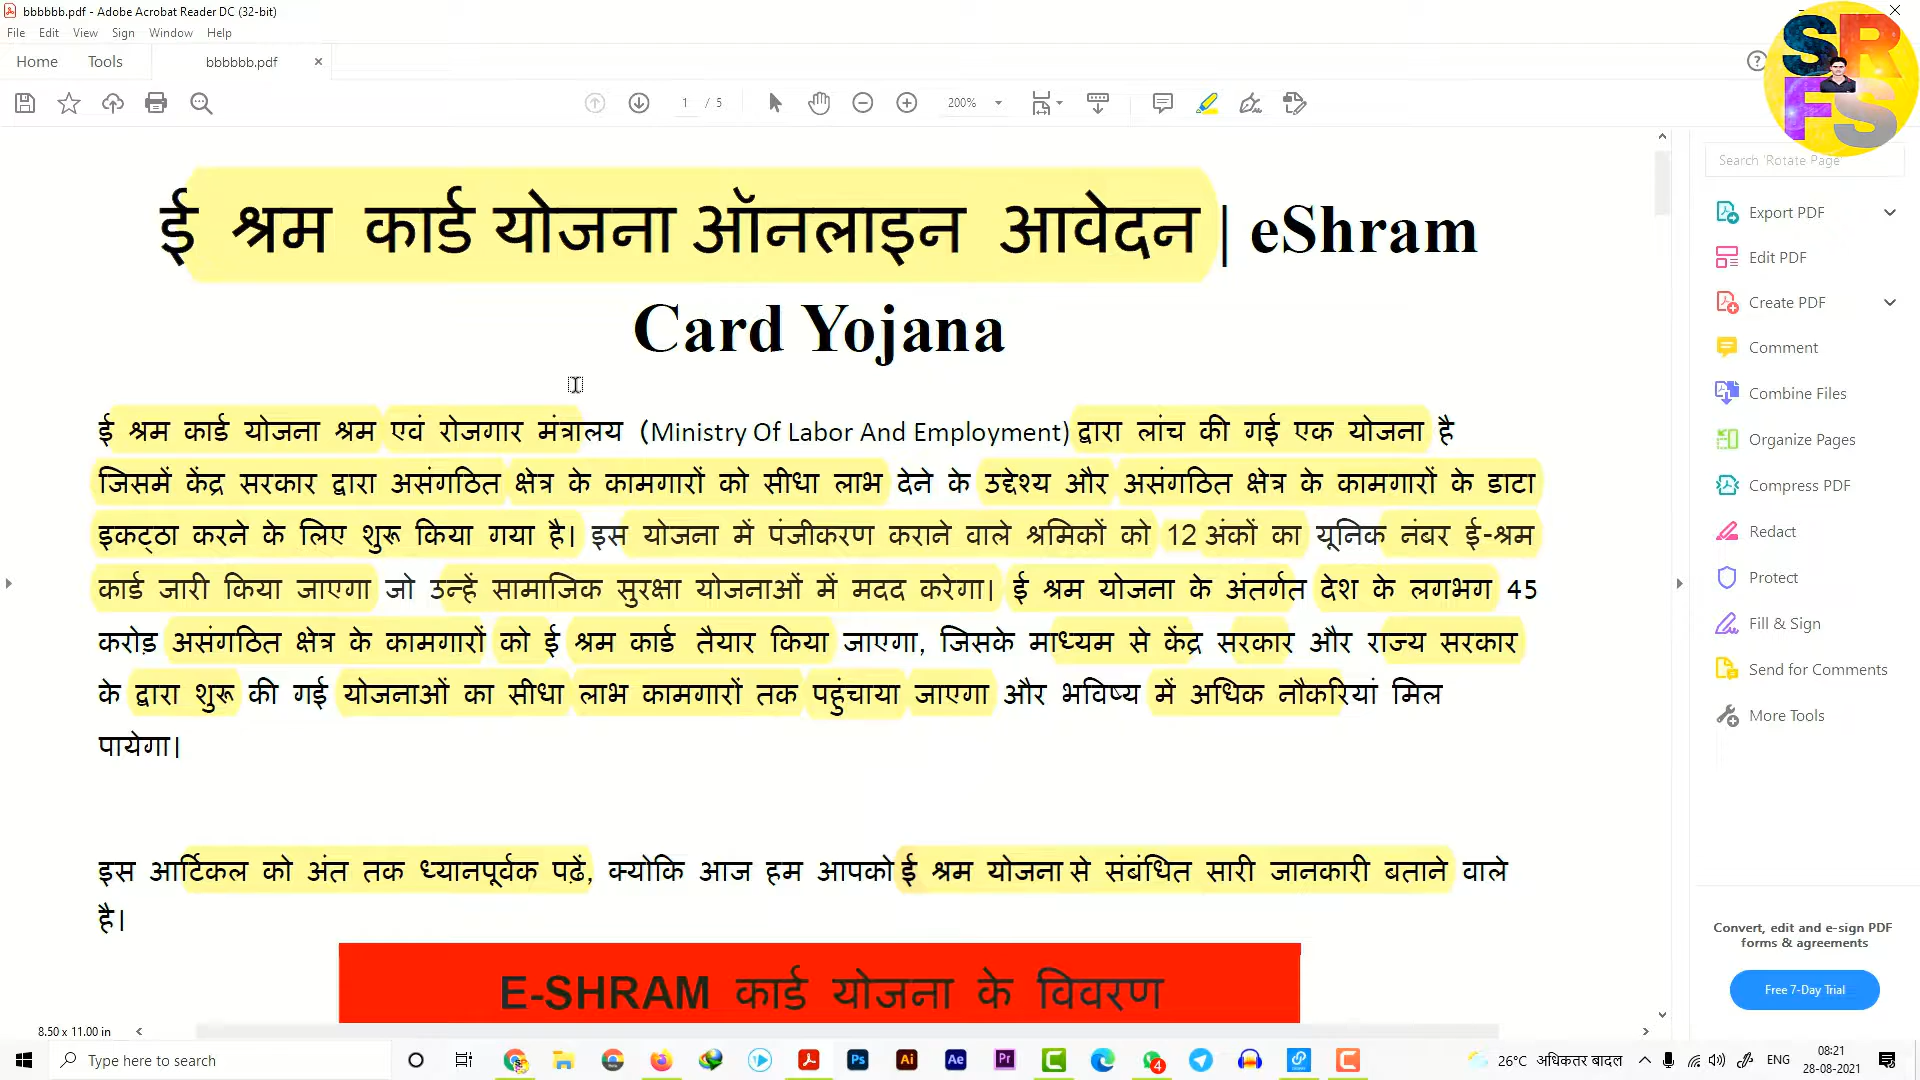 bbbbbb.pdf - Adobe Acrobat Reader DC (32-bit)
File Edit View Sign Window Help
Home Tools bbbbbb.pdf
1 / 5 200%
SR
FS
Search 'Rotate Page'
ई श्रम कार्ड योजना ऑनलाइन आवेदन | eShram
Card Yojana
ई श्रम कार्ड योजना श्रम एवं रोजगार मंत्रालय (Ministry Of Labor And Employment) द्वारा लांच की गई एक योजना है
जिसमें केंद्र सरकार द्वारा असंगठित क्षेत्र के कामगारों को सीधा लाभ देने के उद्देश्य और असंगठित क्षेत्र के कामगारों के डाटा
इकट्ठा करने के लिए शुरू किया गया है। इस योजना में पंजीकरण कराने वाले श्रमिकों को 12 अंकों का यूनिक नंबर ई-श्रम
कार्ड जारी किया जाएगा जो उन्हें सामाजिक सुरक्षा योजनाओं में मदद करेगा। ई श्रम योजना के अंतर्गत देश के लगभग 45
करोड़ असंगठित क्षेत्र के कामगारों को ई श्रम कार्ड तैयार किया जाएगा, जिसके माध्यम से केंद्र सरकार और राज्य सरकार
के द्वारा शुरू की गई योजनाओं का सीधा लाभ कामगारों तक पहुंचाया जाएगा और भविष्य में अधिक नौकरियां मिल
पायेगा।
इस आर्टिकल को अंत तक ध्यानपूर्वक पढ़ें, क्योकि आज हम आपको ई श्रम योजना से संबंधित सारी जानकारी बताने वाले
है।
E-SHRAM कार्ड योजना के विवरण
Export PDF
Edit PDF
Create PDF
Comment
Combine Files
Organize Pages
Compress PDF
Redact
Protect
Fill & Sign
Send for Comments
More Tools
Convert, edit and e-sign PDF
forms & agreements
Free 7-Day Trial
8.50 x 11.00 in
Type here to search
Ps Ai Ae Pr
4
26°C अधिकतर बादल ENG
08:21
28-08-2021